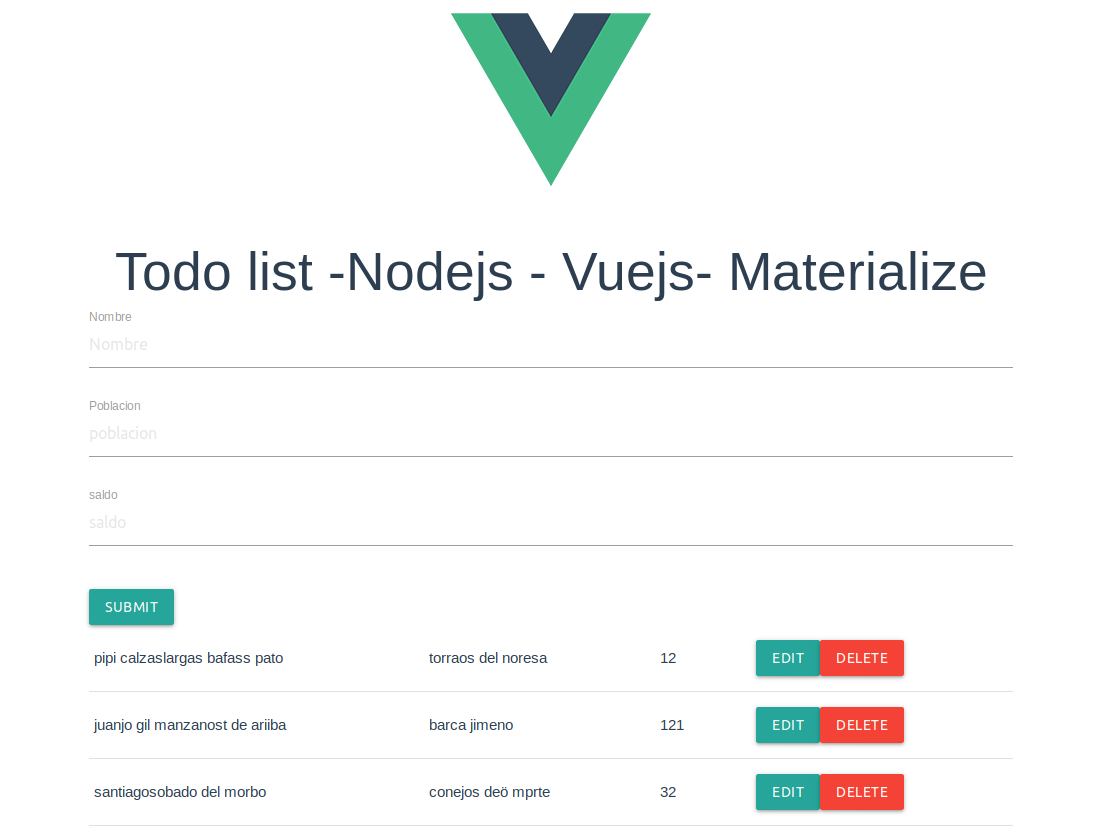 Todo list -Nodejs - Vuejs- Materialize
Nombre
Nombre
Poblacion
poblacion
saldo
saldo
SUBMIT
pipi calzaslargas bafass pato torraos del noresa 12 EDIT DELETE
juanjo gil manzanost de ariiba barca jimeno 121 EDIT DELETE
santiagosobado del morbo conejos deö mprte 32 EDIT DELETE